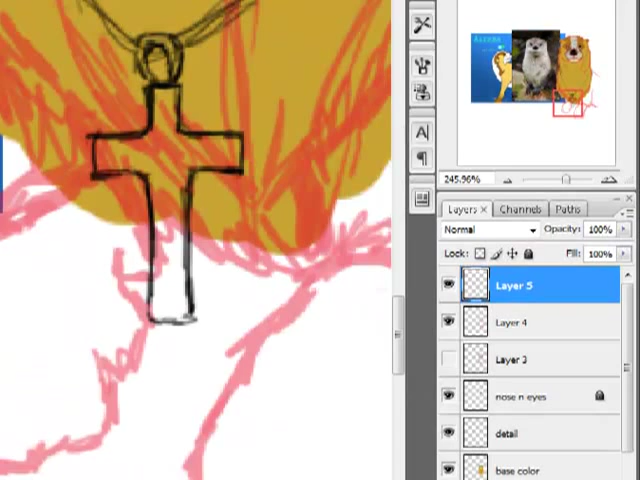 A|
¶
245.96%
Layers × Channels Paths
Normal Opacity: 100%
Lock: Fill: 100%
Layer 5
Layer 4
Layer 3
nose n eyes
detail
base color